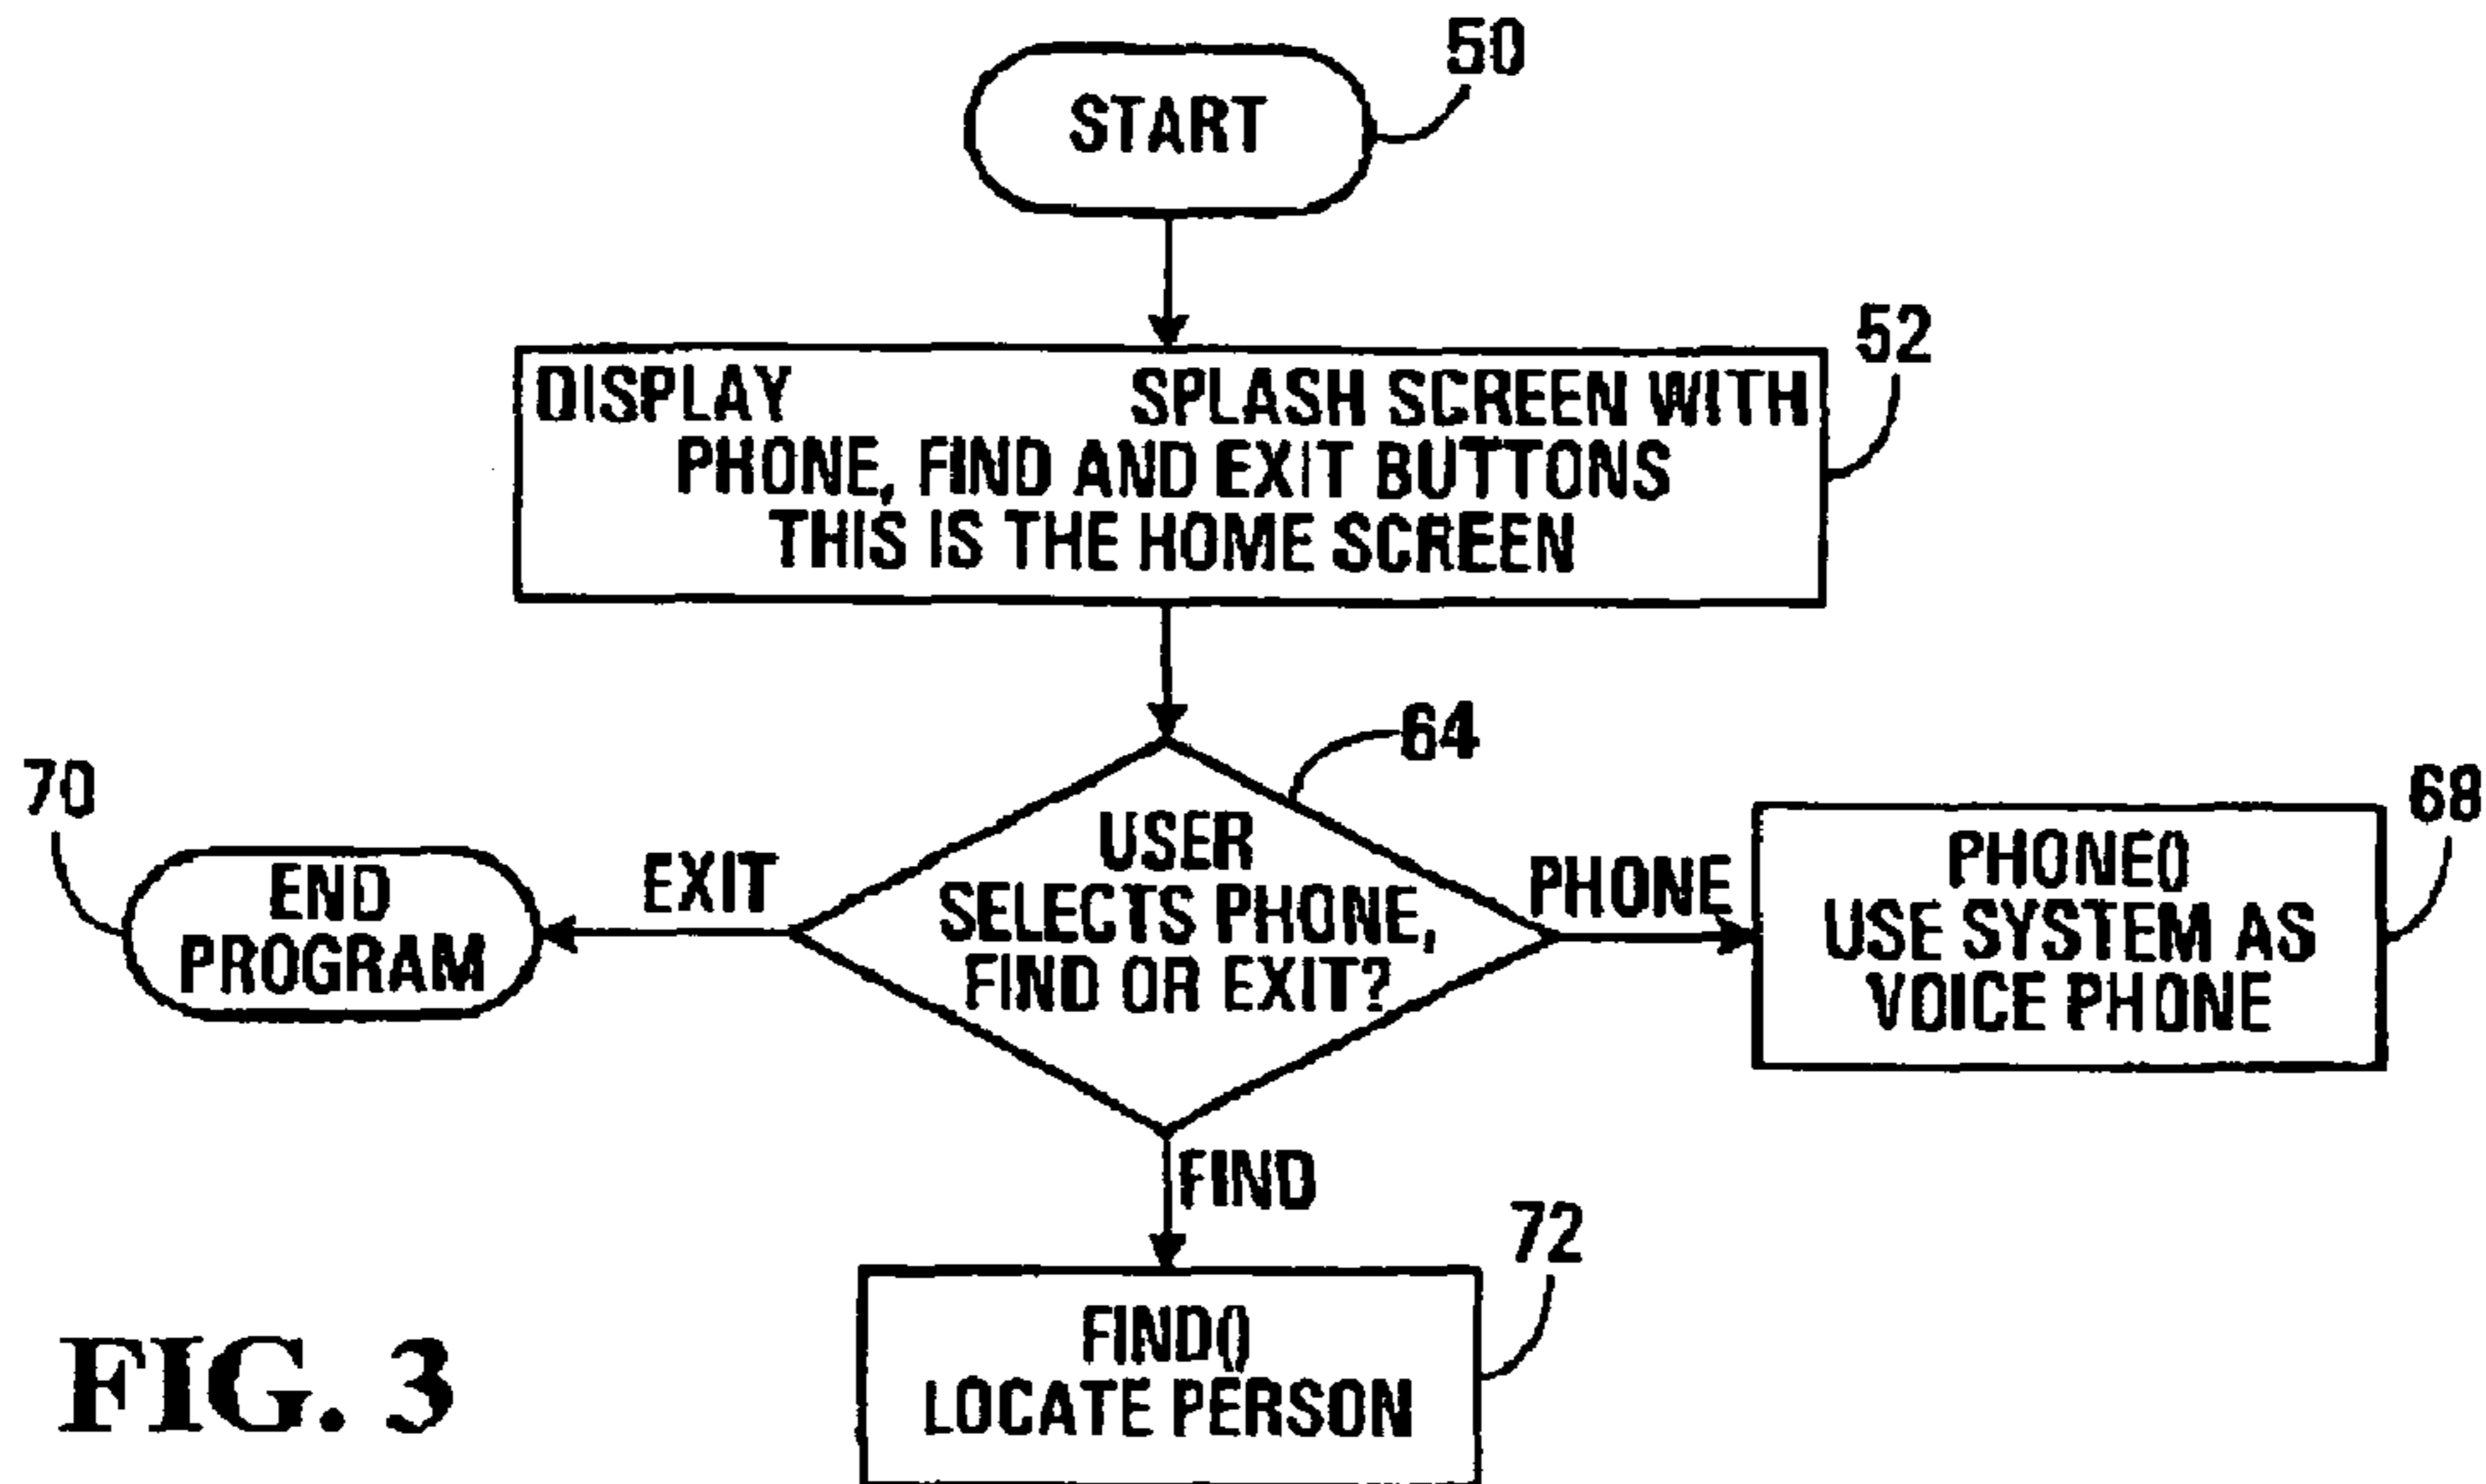 START
50
DISPLAY SPLASH SCREEN WITH
PHONE, FIND AND EXIT BUTTONS
THIS IS THE HOME SCREEN
52
USER
SELECTS PHONE,
FIND OR EXIT?
64
EXIT
END
PROGRAM
70
PHONE
PHONE()
USE SYSTEM AS
VOICE PHONE
68
FIND
FIND()
LOCATE PERSON
72
FIG. 3